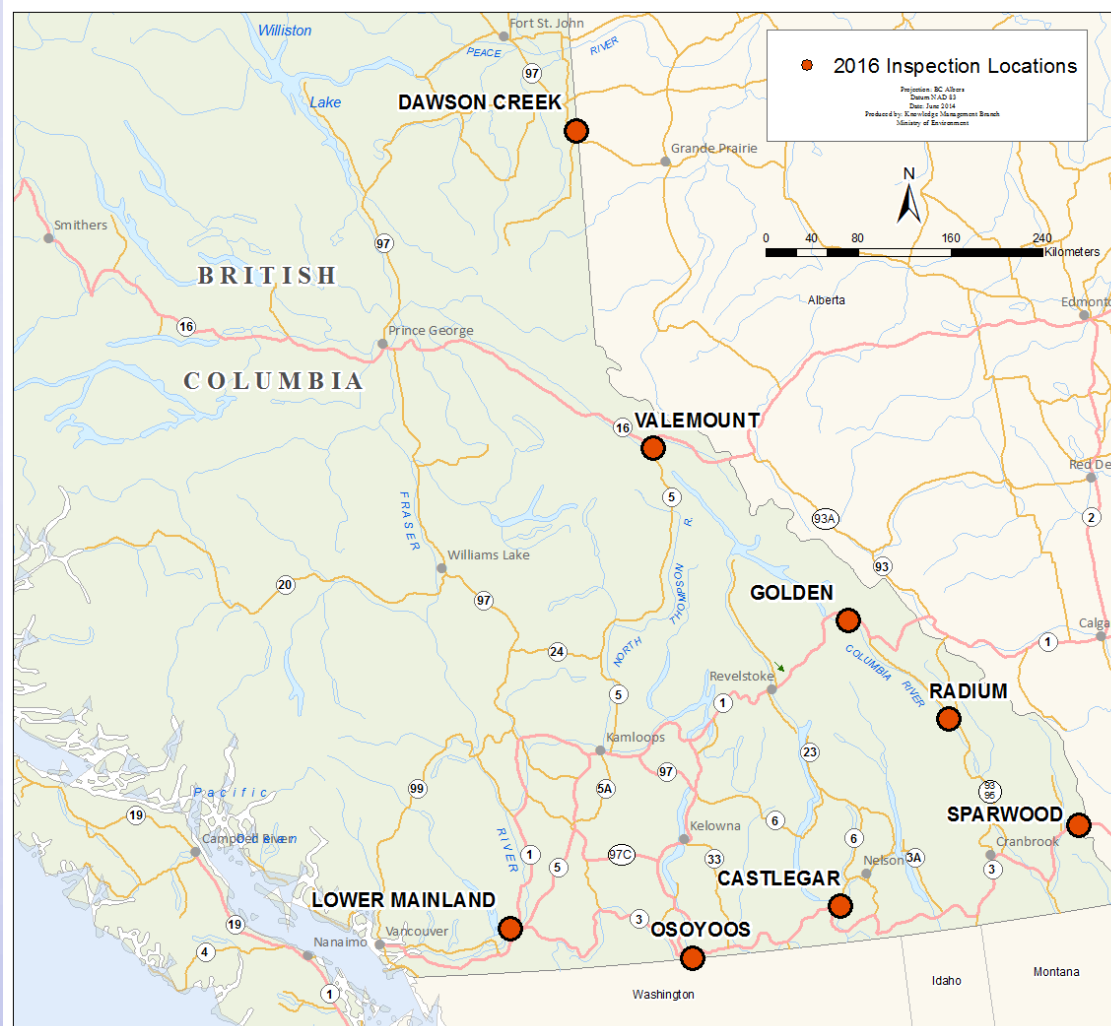 Williston
Fort St. John
PEACE
RIVER
97
Lake
DAWSON CREEK
2016 Inspection Locations
Projection: BC Albers
Datum: NAD 83
Date: June 2014
Produced by: Knowledge Management Branch
Ministry of Environment
Grande Prairie
N
0 40 80 160 240
Kilometers
Smithers
97
BRITISH
Alberta
Edmonto
16
Prince George
COLUMBIA
VALEMOUNT
16
Red De
5
FRASER
R.
93A
2
Williams Lake
93
THOMPSON
20
97
GOLDEN
NORTH
24
1
Calga
COLUMBIA
RIVER
Revelstoke
RADIUM
5
1
Kamloops
23
97
5A
99
93
95
Pacific
19
SPARWOOD
6
Campbell River
Kelowna
6
Cranbrook
RIVER
1
5
97C
33
Nelson
3A
3
CASTLEGAR
LOWER MAINLAND
3
OSOYOOS
19
Vancouver
4
Nanaimo
1
Washington
Idaho
Montana